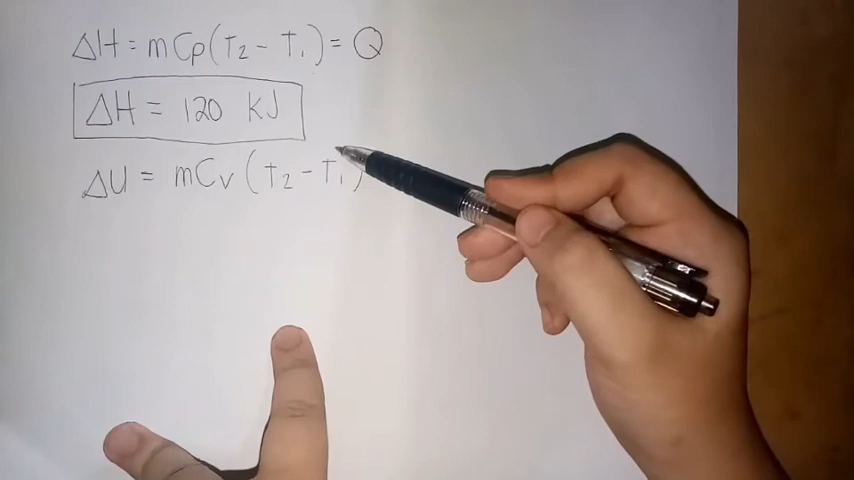 ΔH = mCp(T₂ - T₁) = Q
ΔH = 120 kJ
ΔU = mCv(T₂ - T₁)